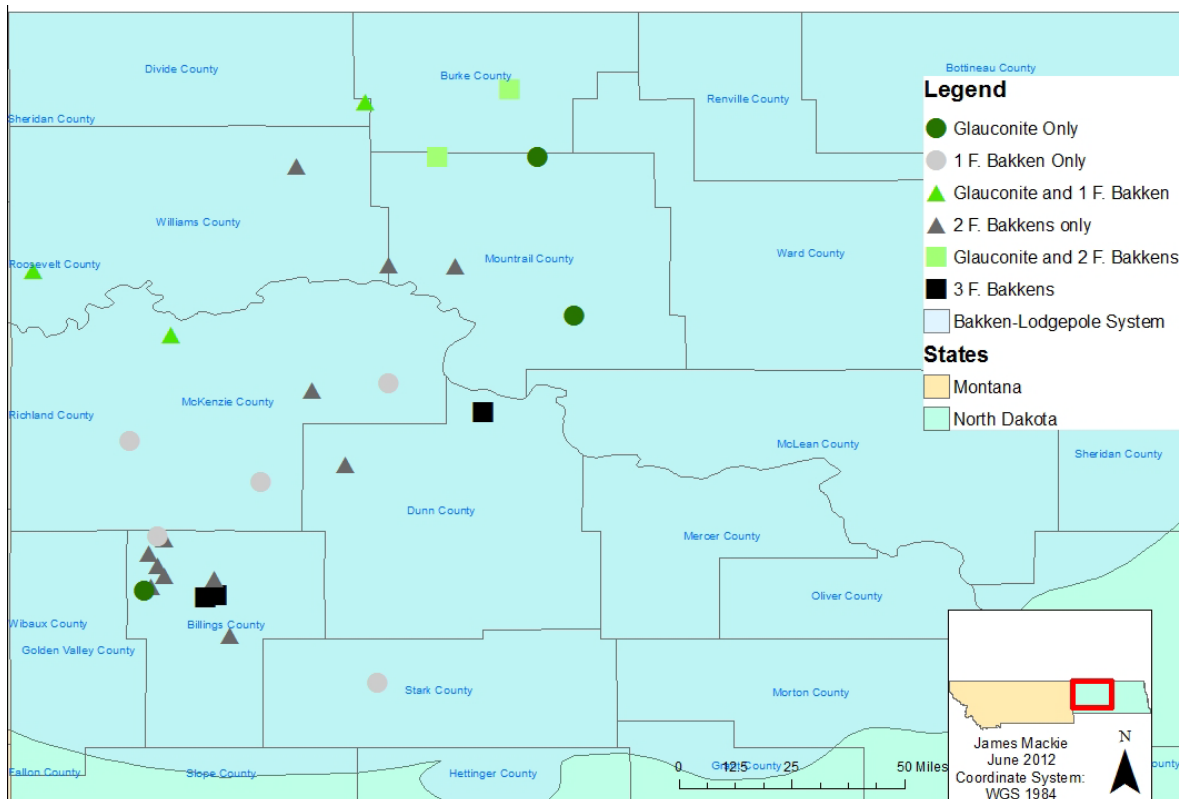 Divide County
Burke County
Bottineau County
Renville County
Sheridan County
Williams County
Roosevelt County
Mountrail County
Ward County
Richland County
McKenzie County
McLean County
Sheridan County
Dunn County
Mercer County
Oliver County
Wibaux County
Billings County
Golden Valley County
Stark County
Morton County
Fallon County
Slope County
Hettinger County
Grant County
ounty
Legend
Glauconite Only
1 F. Bakken Only
Glauconite and 1 F. Bakken
2 F. Bakkens only
Glauconite and 2 F. Bakkens
3 F. Bakkens
Bakken-Lodgepole System
States
Montana
North Dakota
0 12.5 25 50 Miles
James Mackie
June 2012
Coordinate System:
WGS 1984
N